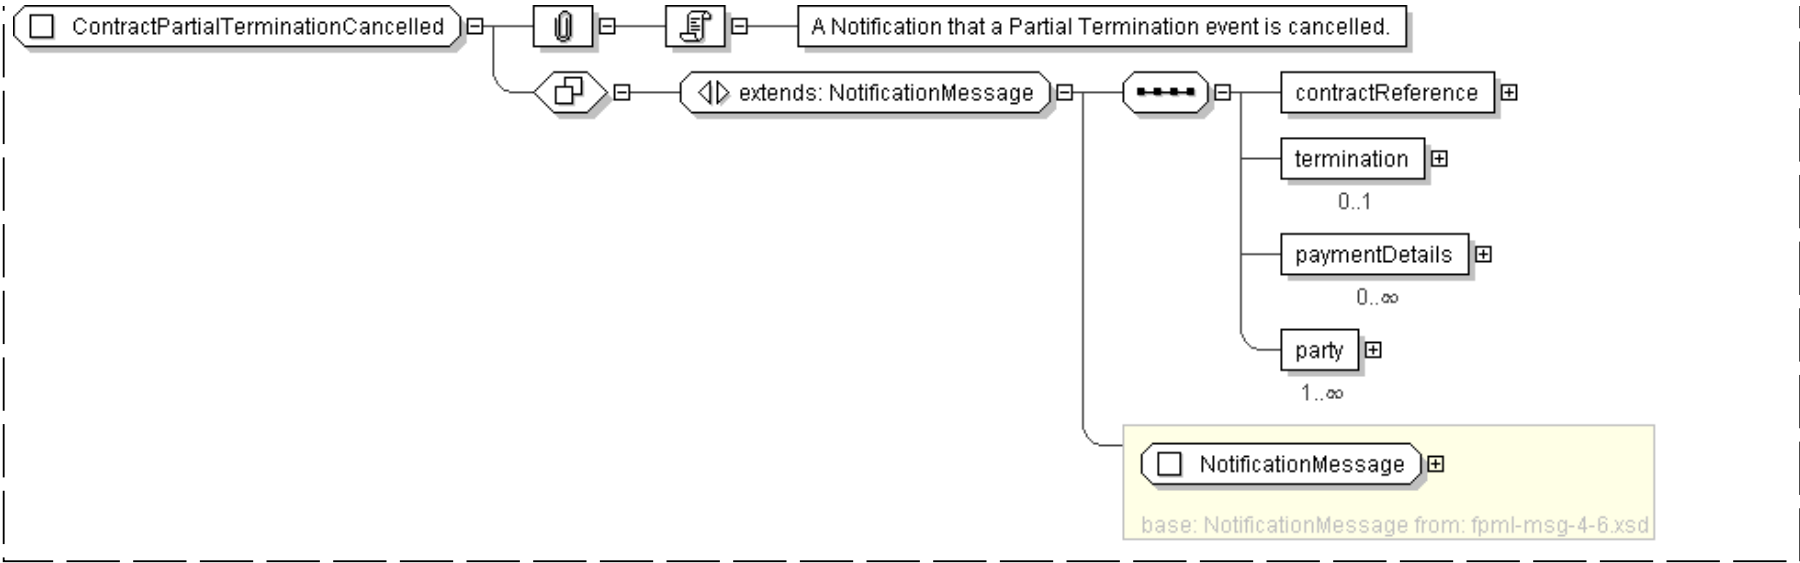 ContractPartialTerminationCancelled
A Notification that a Partial Termination event is cancelled.
extends: NotificationMessage
contractReference
termination
0..1
paymentDetails
0..∞
party
1..∞
NotificationMessage
base: NotificationMessage from: fpml-msg-4-6.xsd